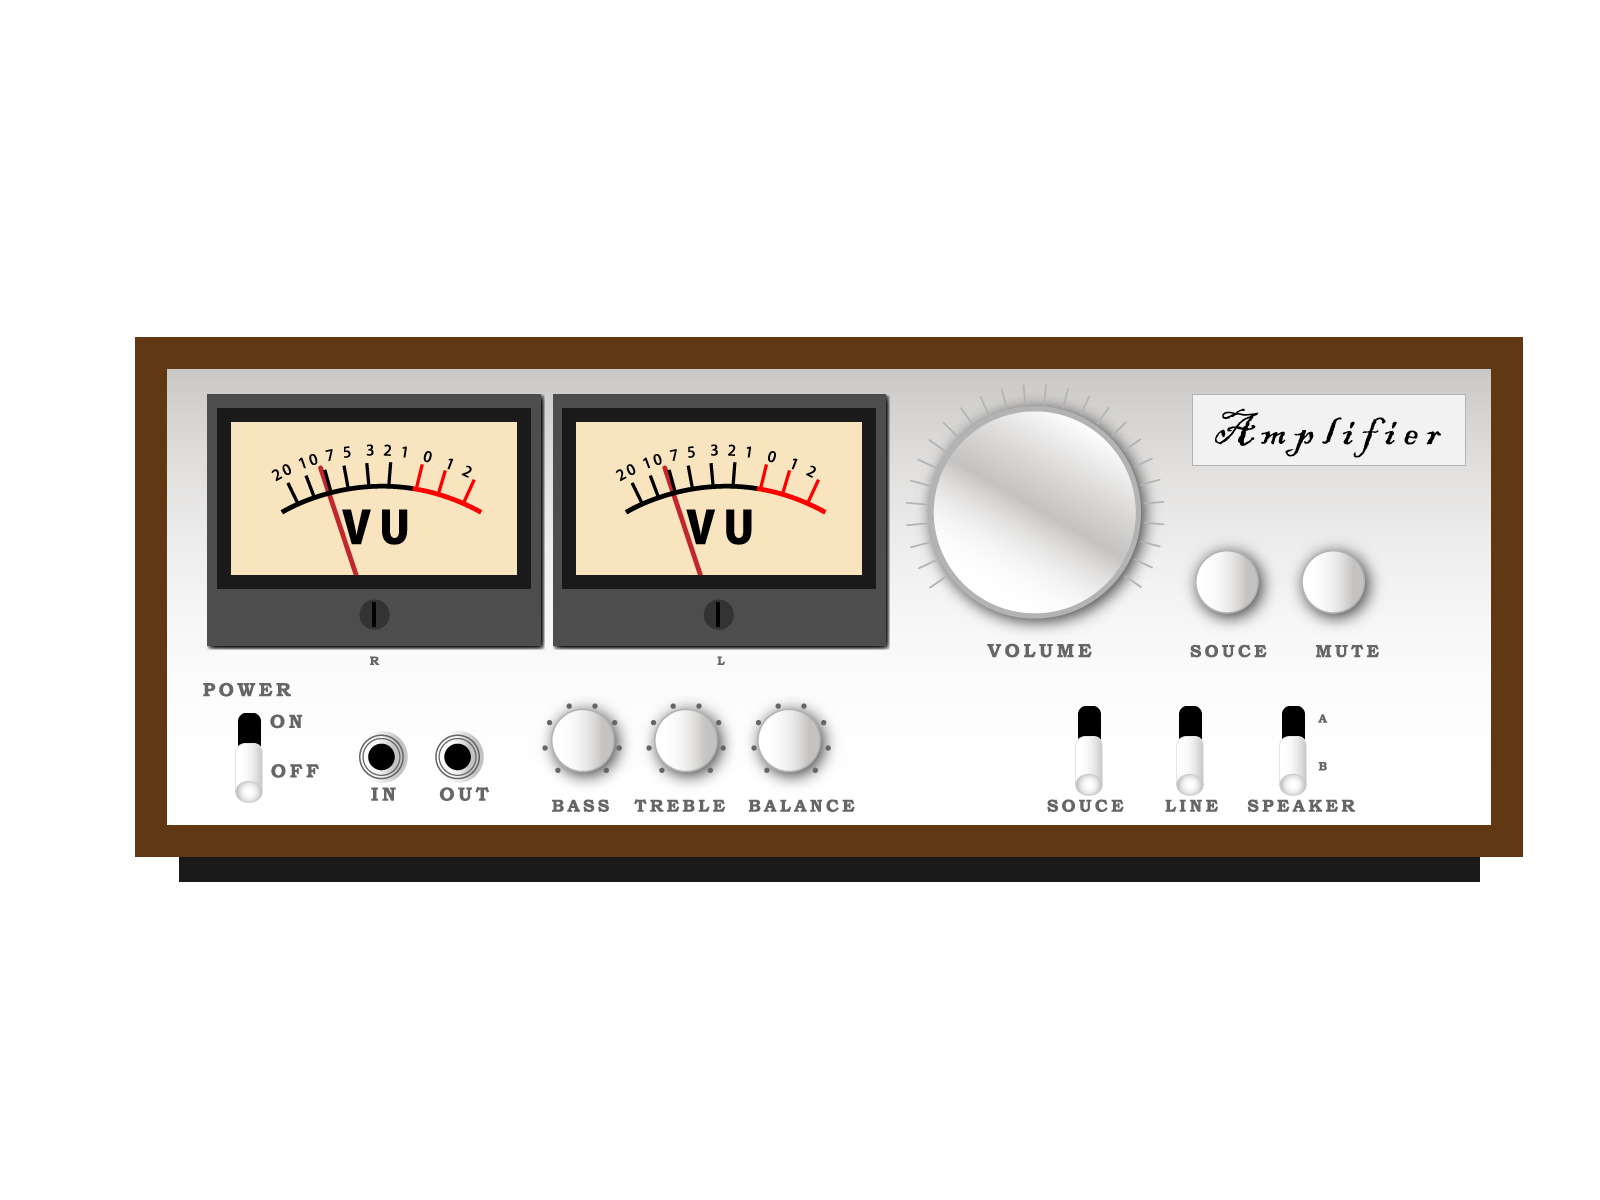 20 10 7 5 3 2 1 0 1 2
VU
R
20 10 7 5 3 2 1 0 1 2
VU
L
Amplifier
VOLUME
SOUCE
MUTE
POWER
ON
OFF
IN
OUT
BASS
TREBLE
BALANCE
SOUCE
LINE
A
B
SPEAKER